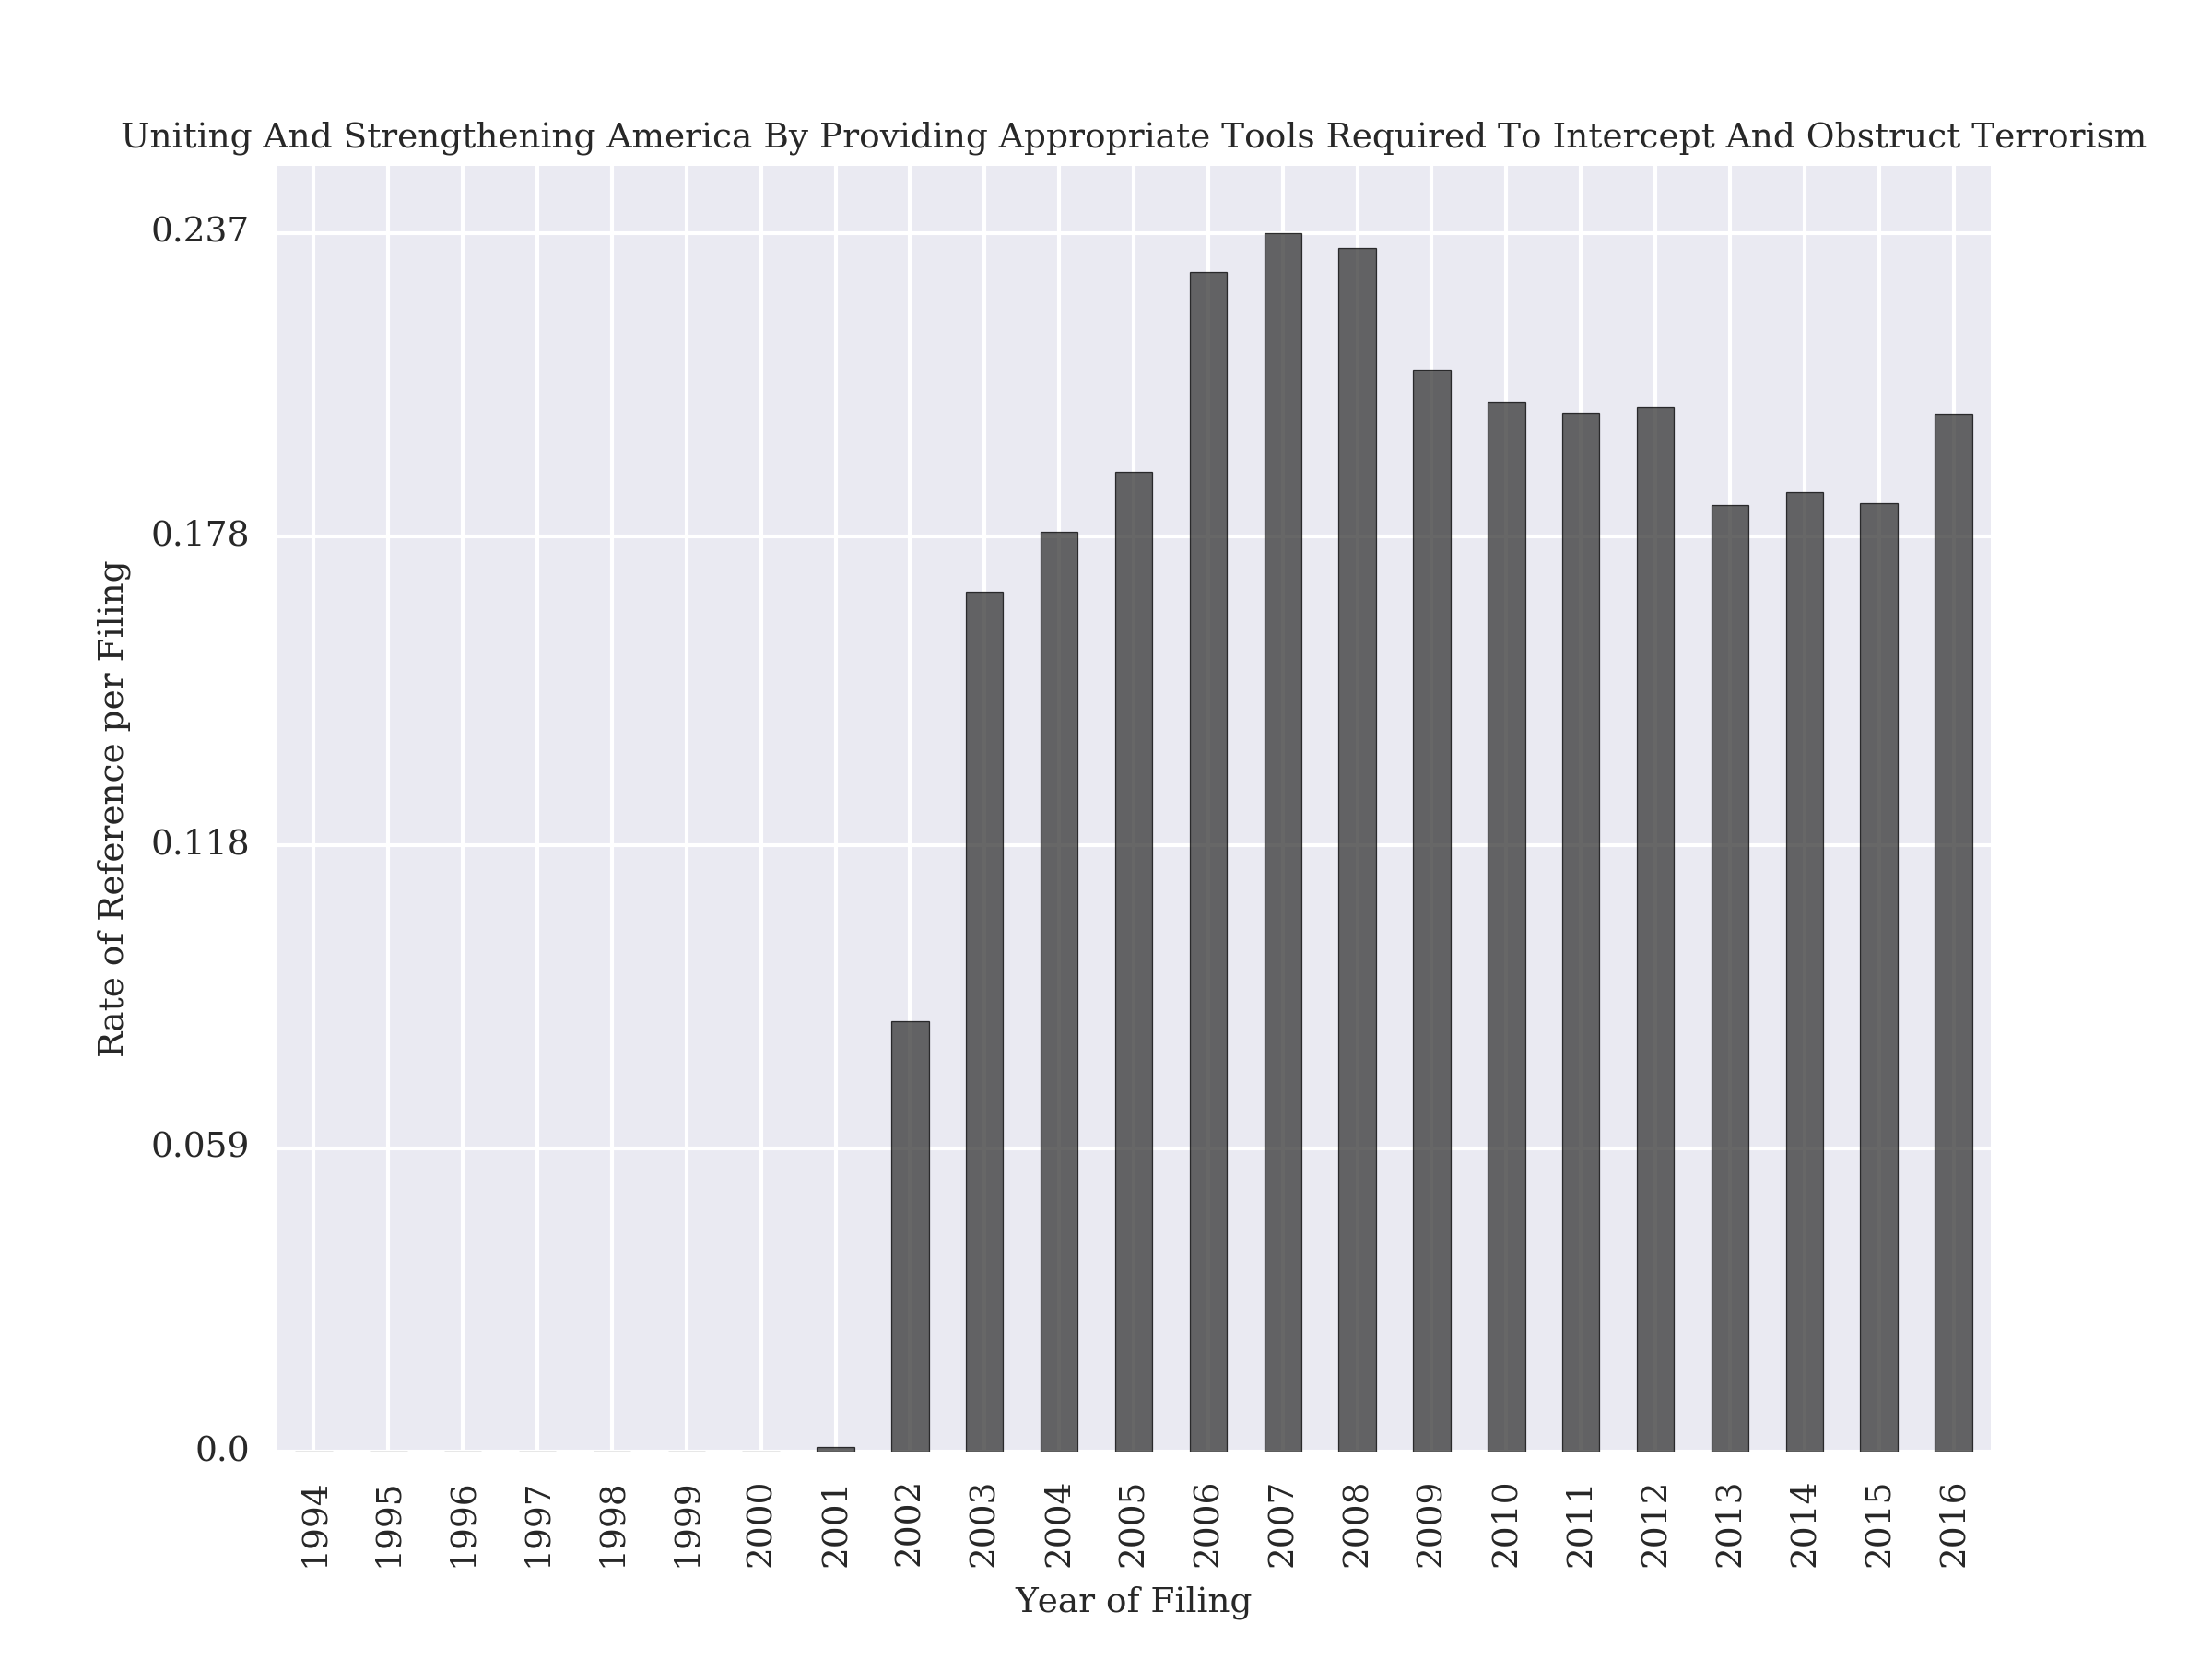 Uniting And Strengthening America By Providing Appropriate Tools Required To Intercept And Obstruct Terrorism
Rate of Reference per Filing
0.237
0.178
0.118
0.059
0.0
1994 1995 1996 1997 1998 1999 2000 2001 2002 2003 2004 2005 2006 2007 2008 2009 2010 2011 2012 2013 2014 2015 2016
Year of Filing